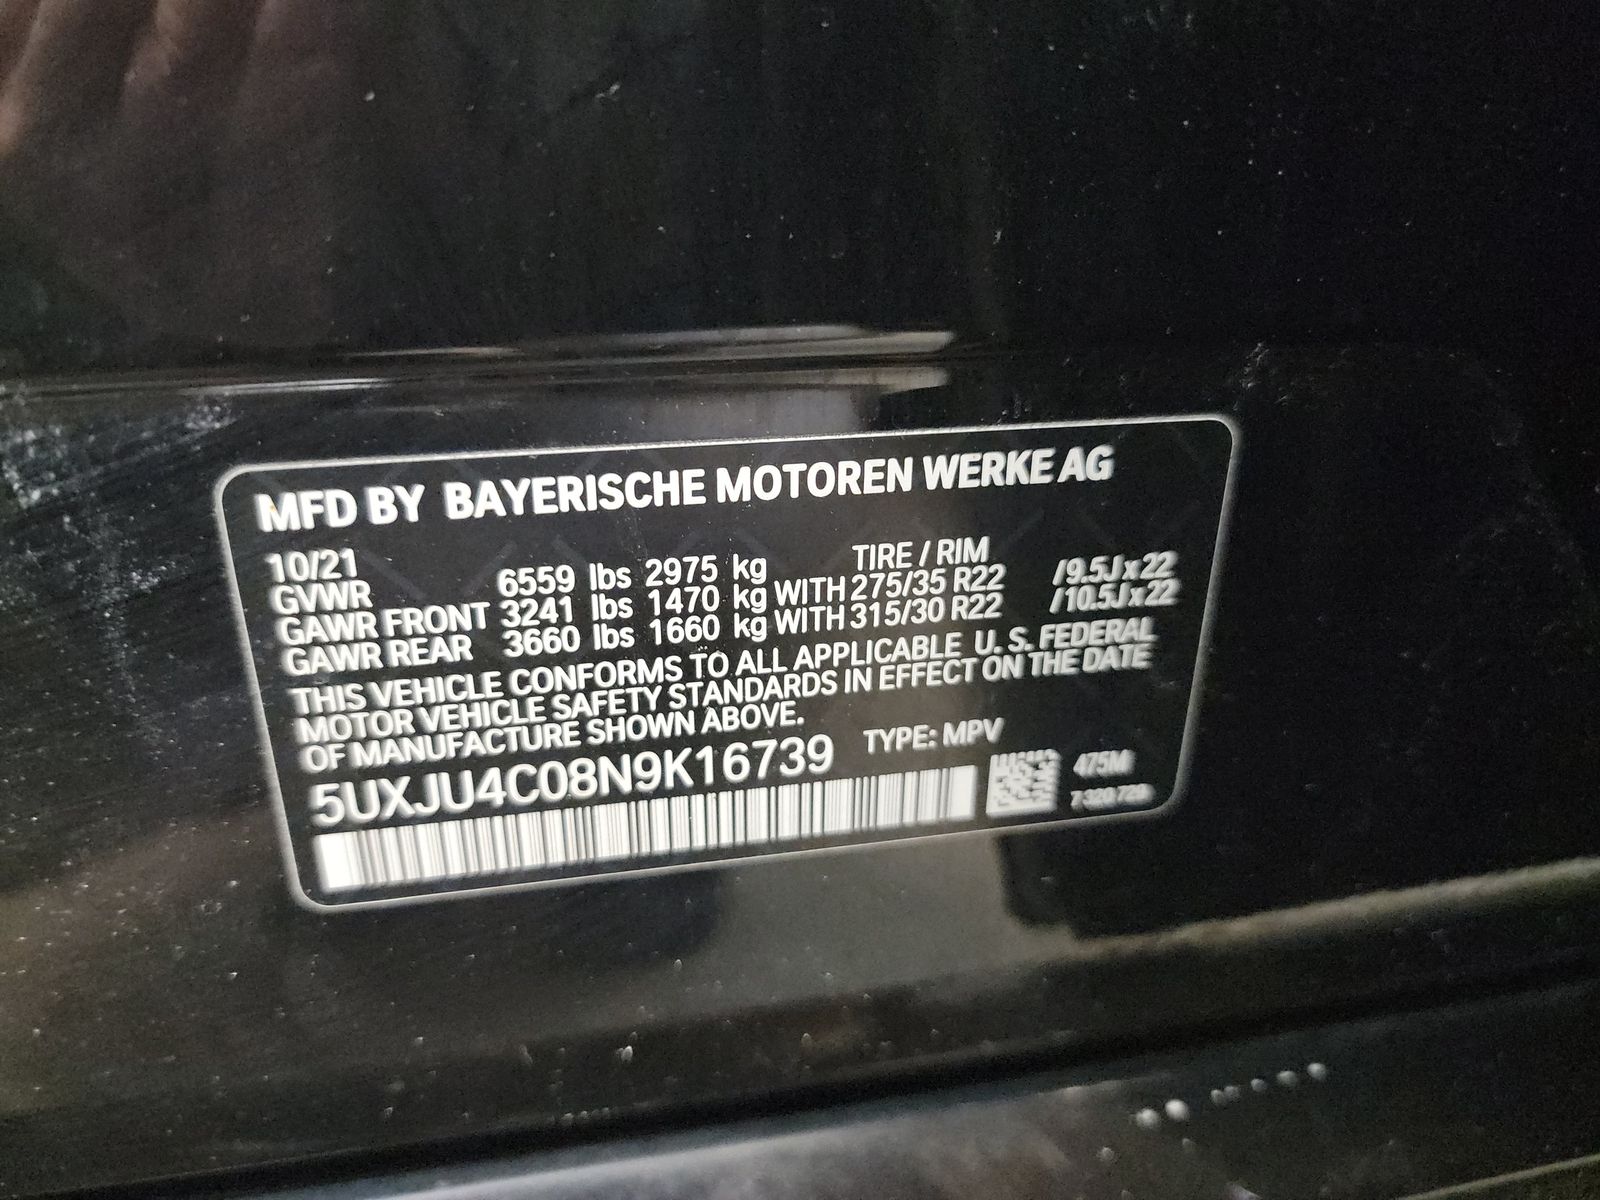 MFD BY BAYERISCHE MOTOREN WERKE AG
10/21 TIRE / RIM
GVWR 6559 lbs 2975 kg
GAWR FRONT 3241 lbs 1470 kg WITH 275/35 R22 /9.5Jx22
GAWR REAR 3660 lbs 1660 kg WITH 315/30 R22 /10.5Jx22
THIS VEHICLE CONFORMS TO ALL APPLICABLE U.S. FEDERAL
MOTOR VEHICLE SAFETY STANDARDS IN EFFECT ON THE DATE
OF MANUFACTURE SHOWN ABOVE.
5UXJU4C08N9K16739 TYPE: MPV
475M